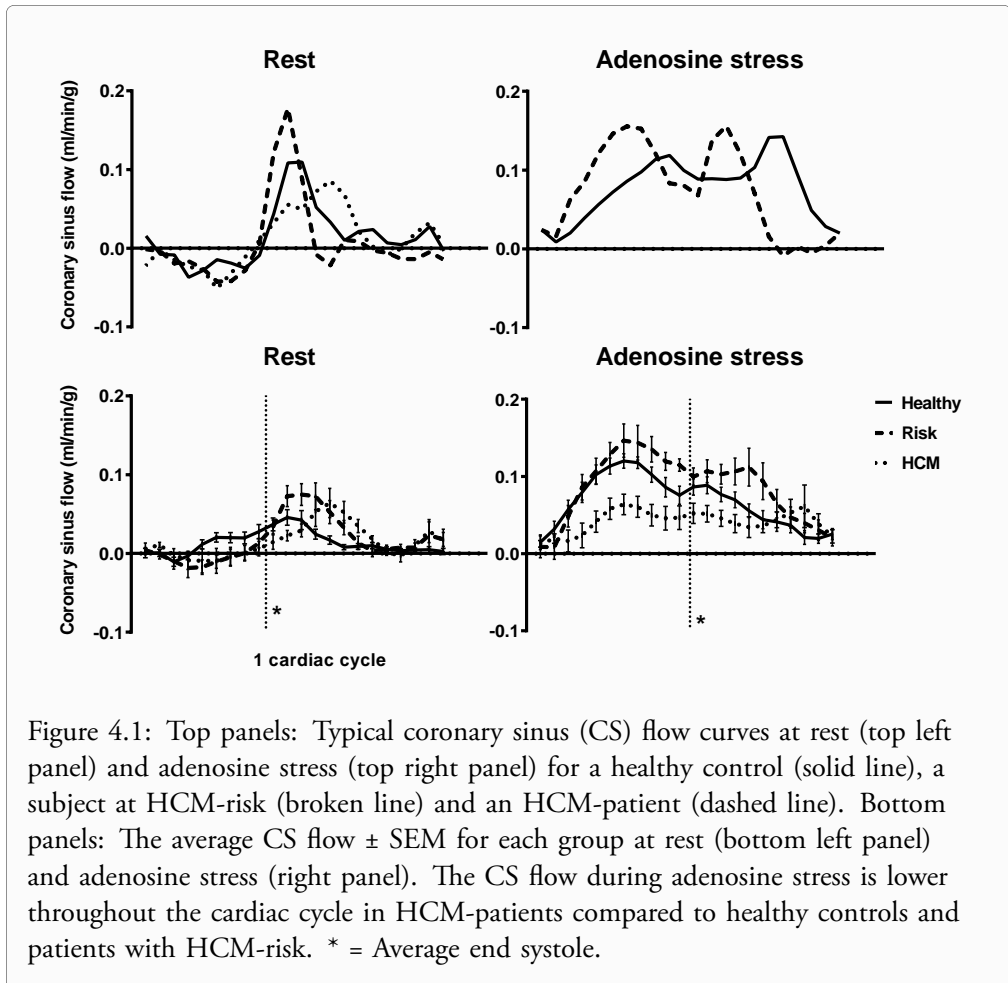 Rest
Adenosine stress
Coronary sinus flow (ml/min/g)
0.2
0.1
0.0
-0.1
0.2
0.1
0.0
-0.1
Rest
Adenosine stress
Coronary sinus flow (ml/min/g)
0.2
0.1
0.0
-0.1
*
1 cardiac cycle
0.2
0.1
0.0
-0.1
*
Healthy
Risk
HCM
Figure 4.1: Top panels: Typical coronary sinus (CS) flow curves at rest (top left
panel) and adenosine stress (top right panel) for a healthy control (solid line), a
subject at HCM-risk (broken line) and an HCM-patient (dashed line). Bottom
panels: The average CS flow ± SEM for each group at rest (bottom left panel)
and adenosine stress (right panel). The CS flow during adenosine stress is lower
throughout the cardiac cycle in HCM-patients compared to healthy controls and
patients with HCM-risk. * = Average end systole.